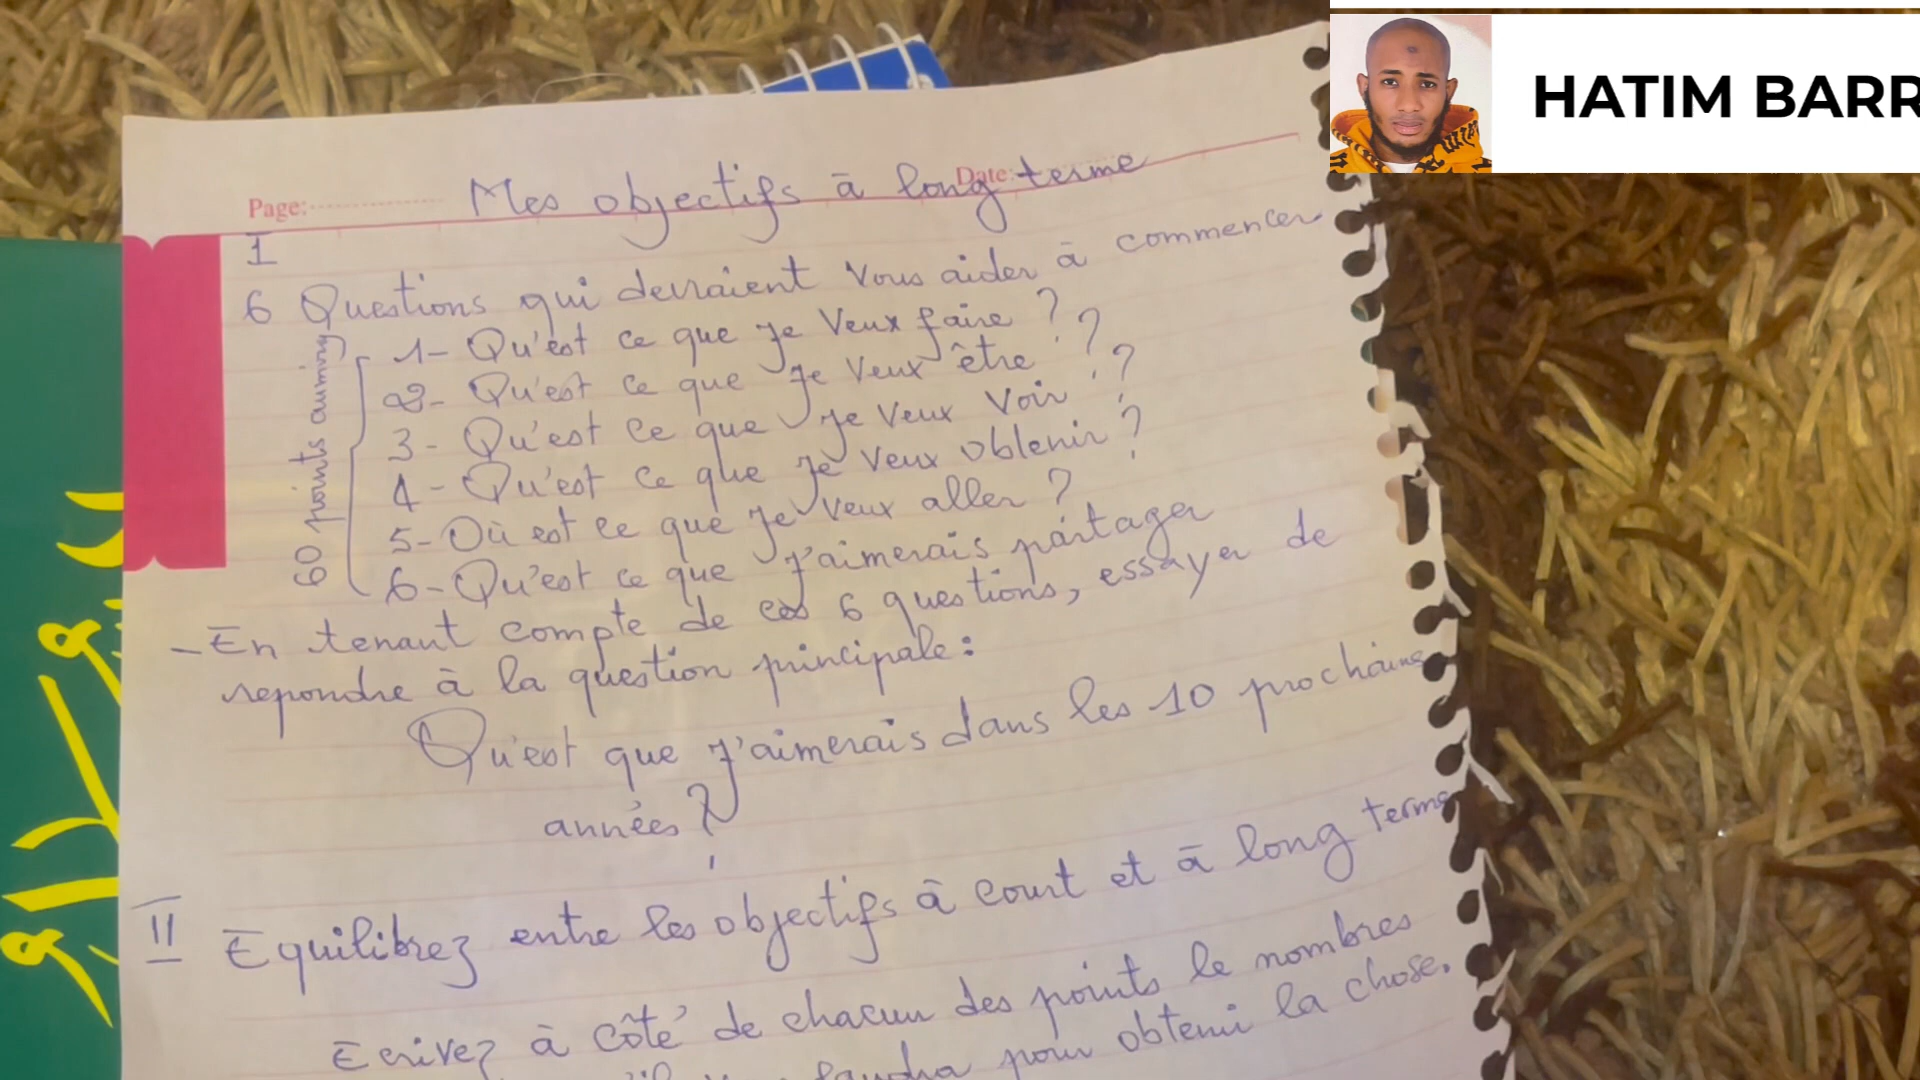 HATIM BARR
Page: Date:
Mes objectifs à long terme
I
6 Questions qui devraient vous aider à commencer
1- Qu'est ce que je veux faire ?
2- Qu'est ce que je veux être ?
3- Qu'est ce que je veux voir ?
4- Qu'est ce que je veux obtenir ?
5- Où est ce que je veux aller ?
6- Qu'est ce que j'aimerais partager
60 points
- En tenant compte de ces 6 questions, essayer de
repondre à la question principale :
Qu'est que j'aimerais dans les 10 prochaines
années ?
II Equilibrez entre les objectifs à court et à long terme
Ecrivez à côté de chacun des points le nombres
faudra pour obtenir la chose.